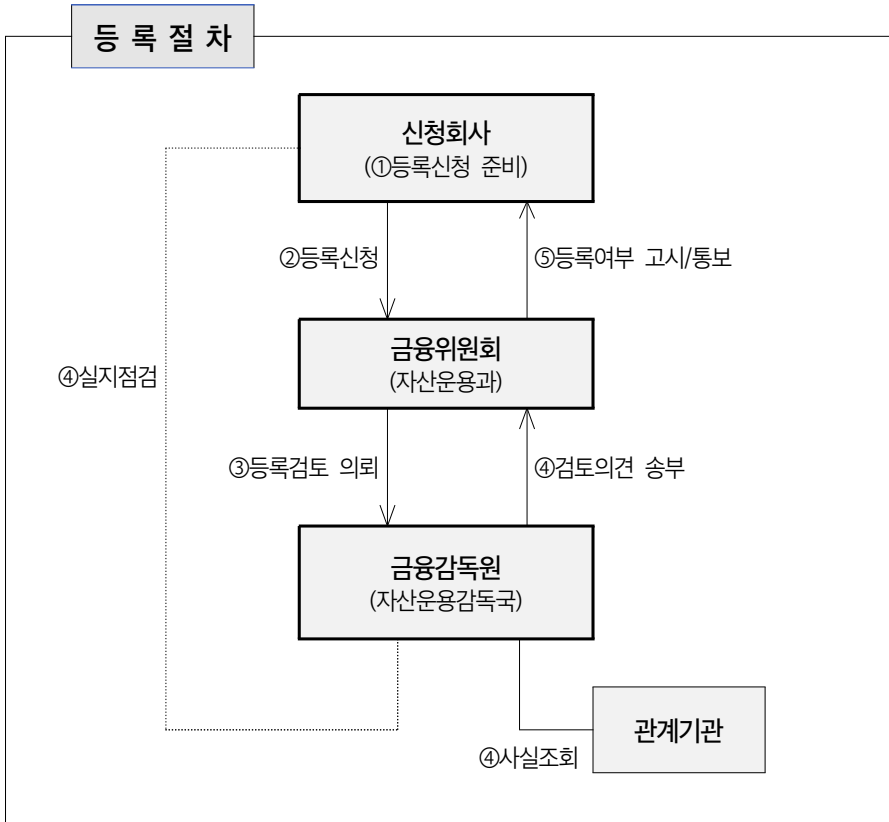 등 록 절 차
신청회사
(①등록신청 준비)
②등록신청
⑤등록여부 고시/통보
금융위원회
(자산운용과)
④실지점검
③등록검토 의뢰
④검토의견 송부
금융감독원
(자산운용감독국)
관계기관
④사실조회